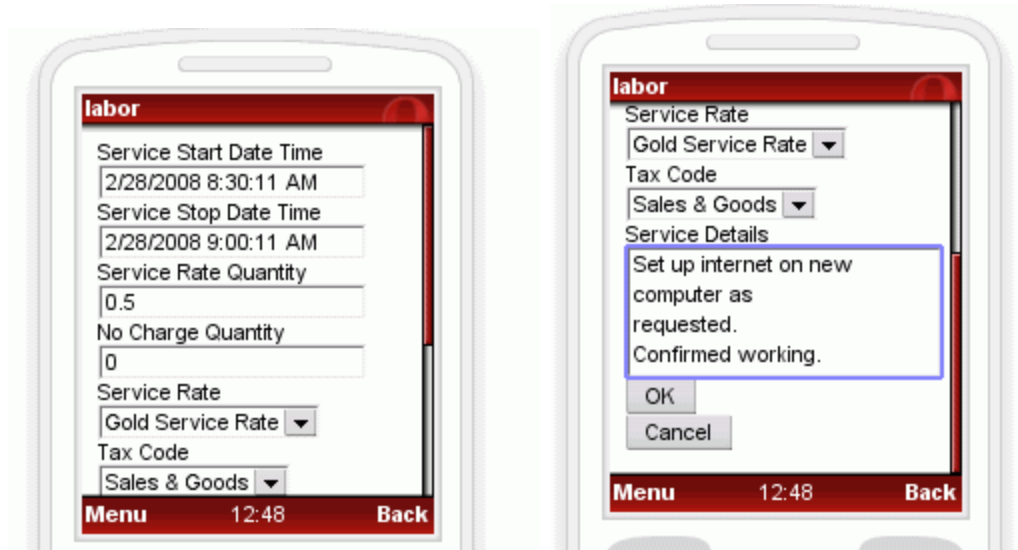 labor
Service Start Date Time
2/28/2008 8:30:11 AM
Service Stop Date Time
2/28/2008 9:00:11 AM
Service Rate Quantity
0.5
No Charge Quantity
0
Service Rate
Gold Service Rate
Tax Code
Sales & Goods
Menu 12:48 Back
labor
Service Rate
Gold Service Rate
Tax Code
Sales & Goods
Service Details
Set up internet on new
computer as
requested.
Confirmed working.
OK
Cancel
Menu 12:48 Back